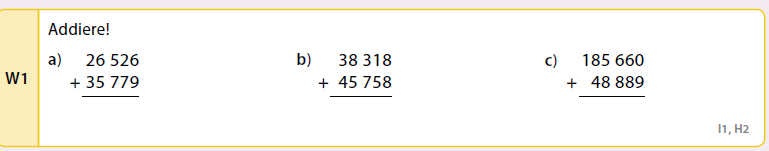 Addiere!
W1
a) 26 526 b) 38 318 c) 185 660
+ 35 779 + 45 758 + 48 889
I1, H2